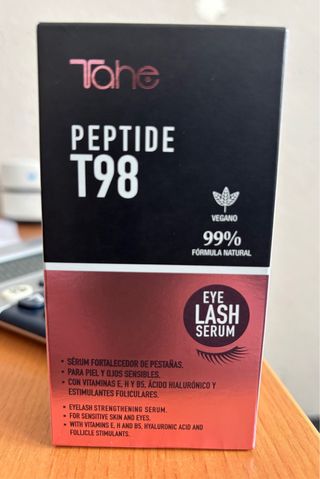 Tahe
PEPTIDE
T98
VEGANO
99%
FÓRMULA NATURAL
EYE
LASH
SERUM
• SÉRUM FORTALECEDOR DE PESTAÑAS.
• PARA PIEL Y OJOS SENSIBLES.
• CON VITAMINAS E, H Y B5, ÁCIDO HIALURÓNICO Y
ESTIMULANTES FOLICULARES.
• EYELASH STRENGTHENING SERUM.
• FOR SENSITIVE SKIN AND EYES.
• WITH VITAMINS E, H AND B5, HYALURONIC ACID AND
FOLLICLE STIMULANTS.